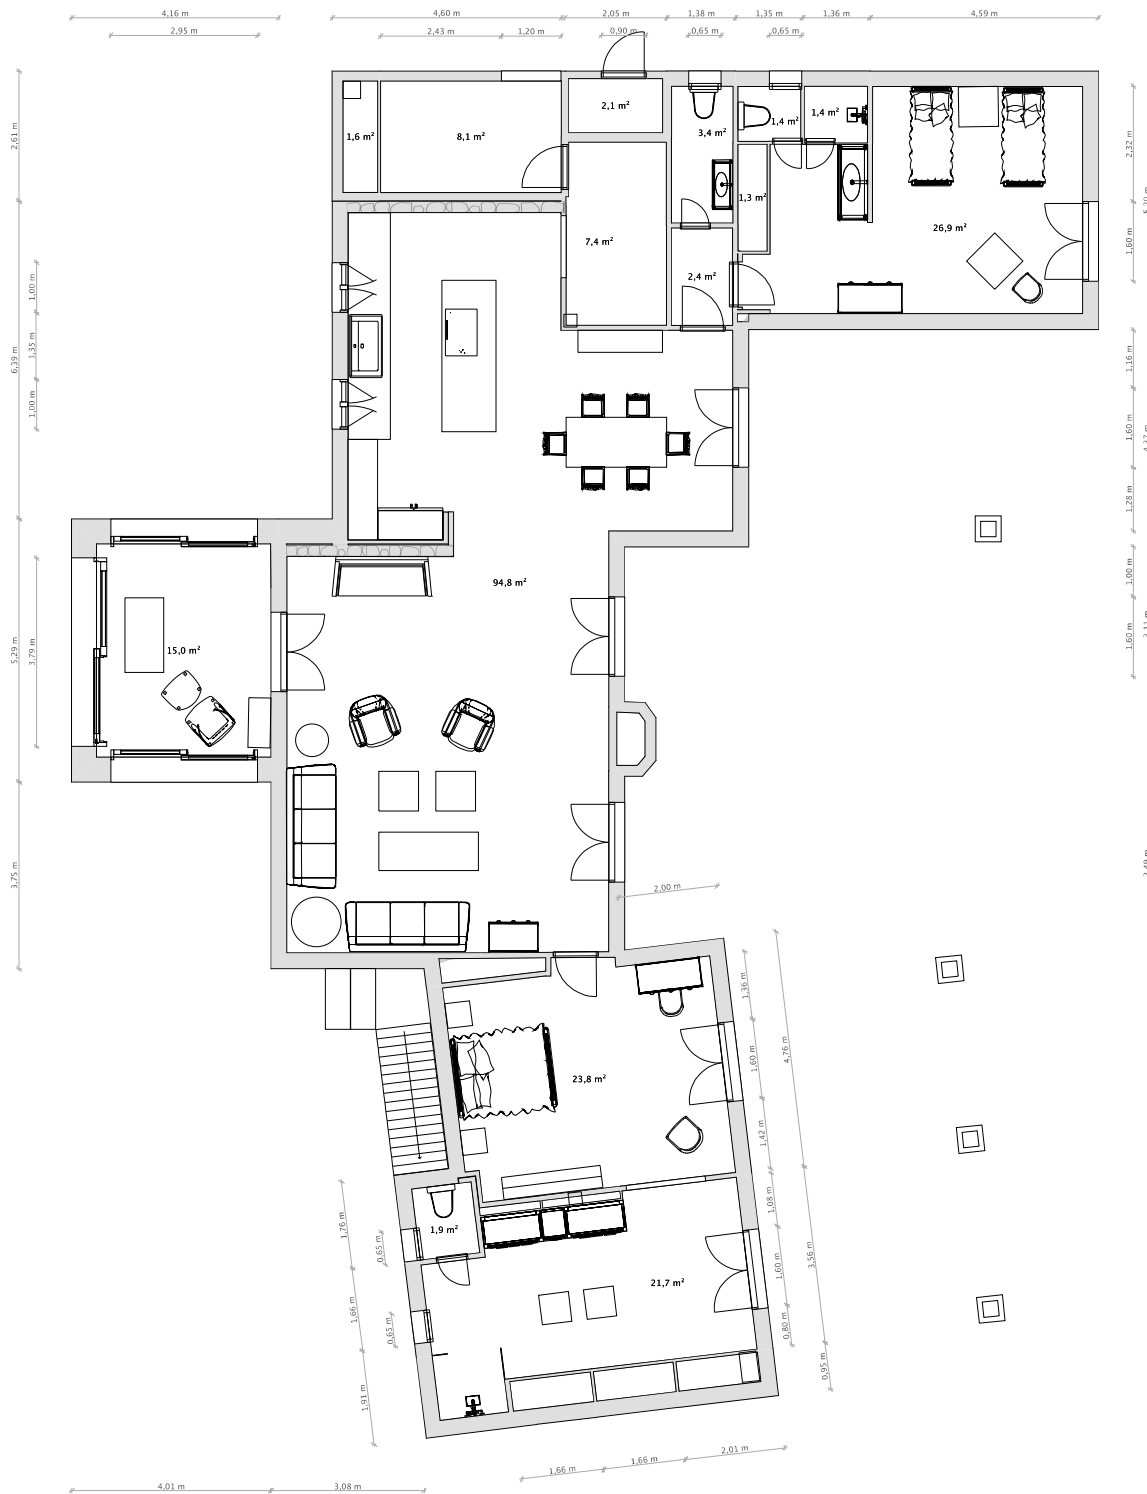 4,16 m
4,60 m
2,05 m
1,38 m
1,35 m
1,36 m
4,59 m
2,95 m
2,43 m
1,20 m
0,90 m
0,65 m
0,65 m
2,61 m
1,6 m²
8,1 m²
2,1 m²
3,4 m²
1,4 m²
1,4 m²
2,32 m
1,3 m²
26,9 m²
7,4 m²
1,60 m
2,4 m²
1,00 m
1,35 m
6,39 m
1,00 m
1,16 m
1,60 m
1,28 m
94,8 m²
1,00 m
1,60 m
15,0 m²
5,29 m
3,79 m
3,75 m
2,00 m
1,36 m
4,76 m
1,60 m
23,8 m²
1,42 m
1,08 m
1,76 m
1,9 m²
0,65 m
3,56 m
1,60 m
21,7 m²
1,66 m
0,65 m
0,80 m
0,95 m
1,91 m
2,01 m
1,66 m
1,66 m
4,01 m
3,08 m